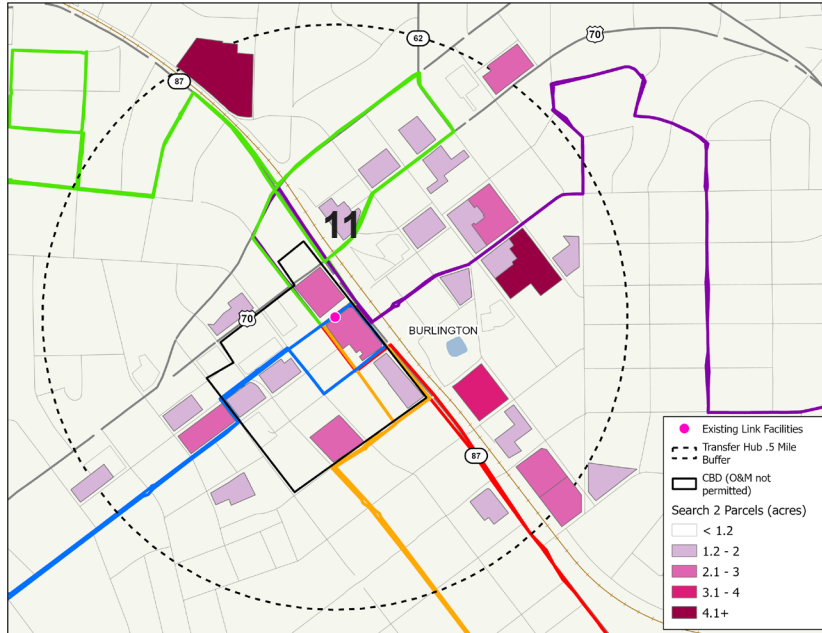 62
70
87
11
70
BURLINGTON
87
Existing Link Facilities
Transfer Hub .5 Mile
Buffer
CBD (O&M not
permitted)
Search 2 Parcels (acres)
< 1.2
1.2 - 2
2.1 - 3
3.1 - 4
4.1+